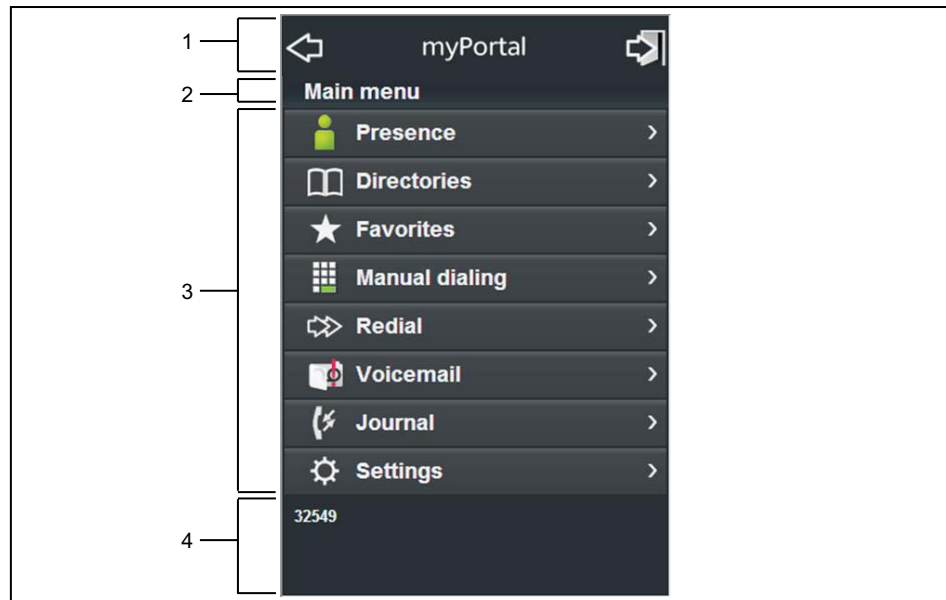 1
myPortal
2
Main menu
3
Presence
Directories
Favorites
Manual dialing
Redial
Voicemail
Journal
Settings
4
32549